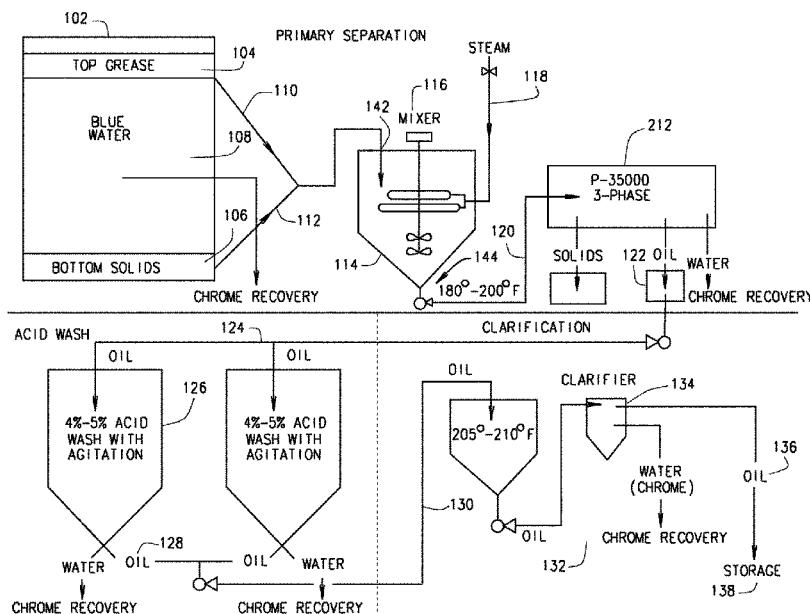 102
PRIMARY SEPARATION
STEAM
TOP GREASE
104
110
116
118
142
MIXER
212
BLUE
WATER
108
P-35000
3-PHASE
106
112
120
BOTTOM SOLIDS
114
144
SOLIDS
OIL
122
WATER
CHROME RECOVERY
180°-200°F
CHROME RECOVERY
ACID WASH
124
CLARIFICATION
OIL
OIL
OIL
CLARIFIER
126
134
4%-5% ACID
WASH WITH
AGITATION
4%-5% ACID
WASH WITH
AGITATION
205°-210°F
136
WATER
(CHROME)
OIL
130
WATER
OIL
128
OIL
WATER
OIL
132
CHROME RECOVERY
STORAGE
138
CHROME RECOVERY
CHROME RECOVERY